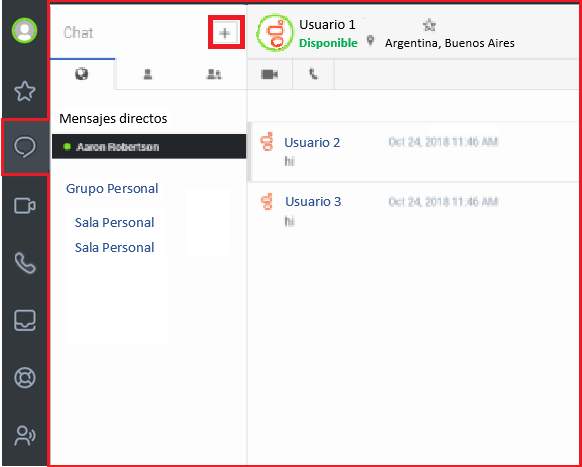 Chat
+
Usuario 1
Disponible Argentina, Buenos Aires
Mensajes directos
Aaron Robertson
Grupo Personal
Sala Personal
Sala Personal
Usuario 2 Oct 24, 2018 11:46 AM
hi
Usuario 3 Oct 24, 2018 11:46 AM
hi